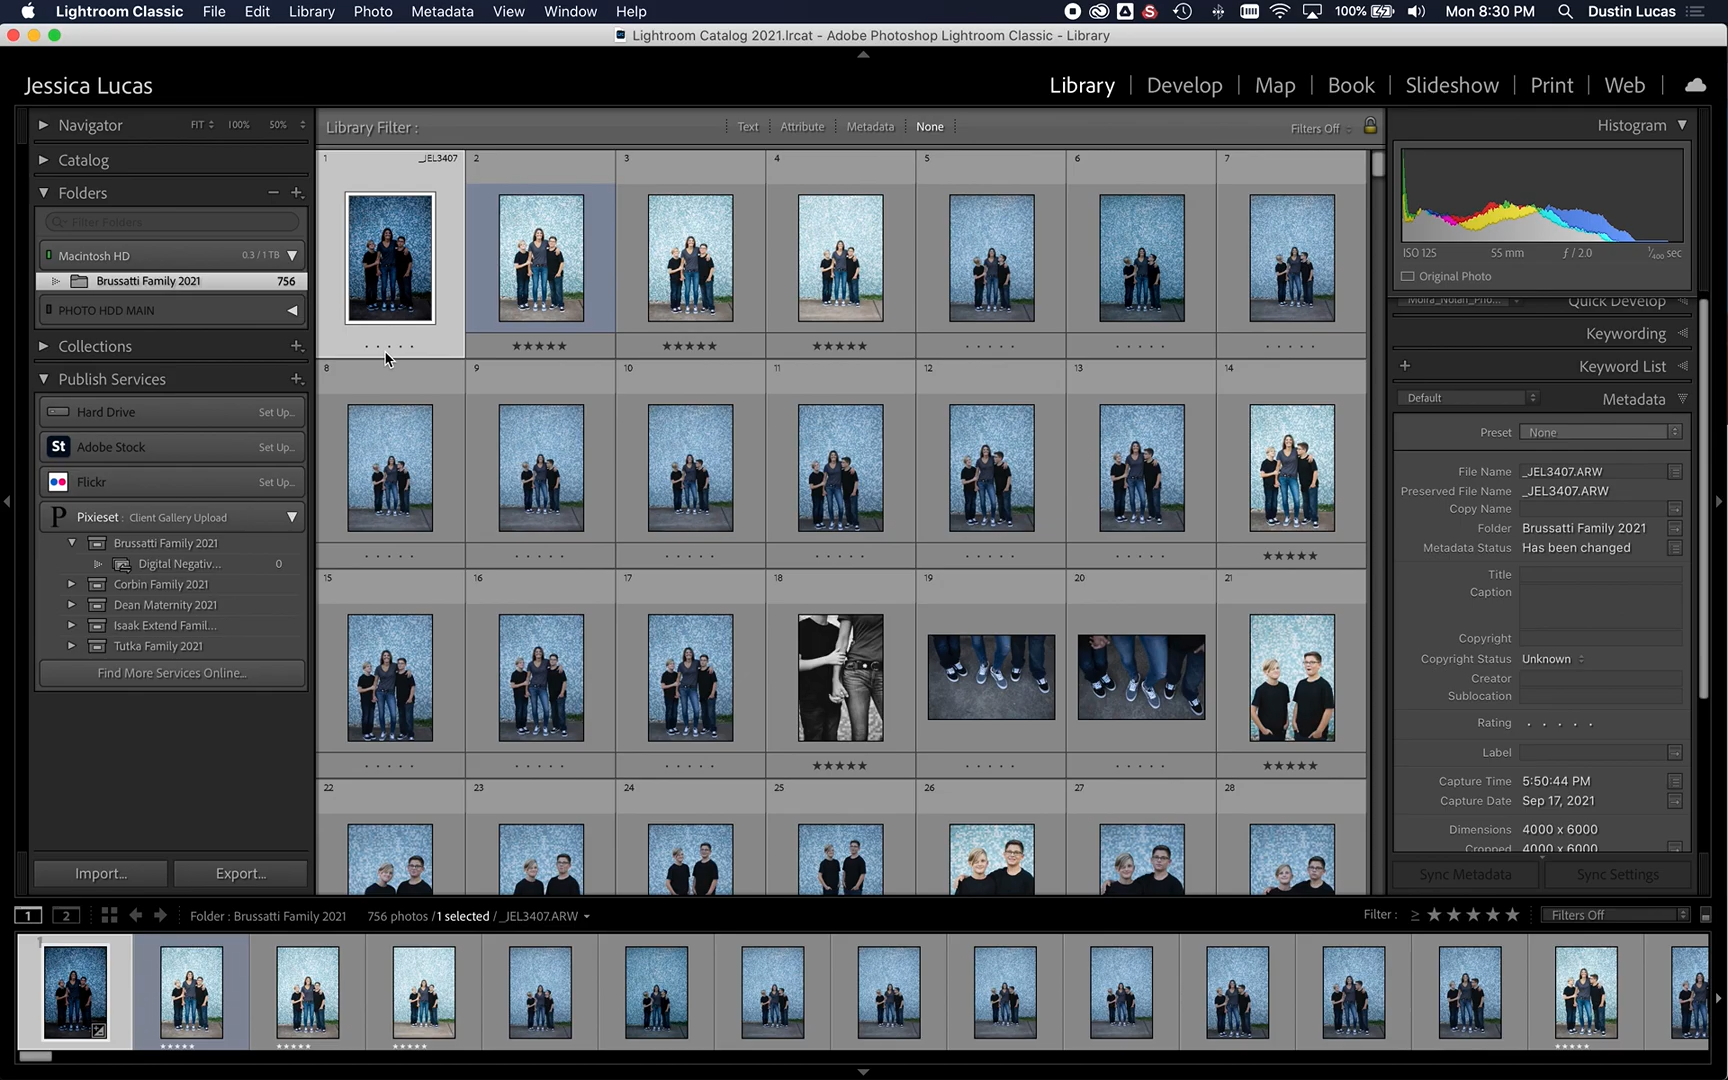 Lightroom Classic File Edit Library Photo Metadata View Window Help 100% Mon 8:30 PM Dustin Lucas
Lightroom Catalog 2021.lrcat - Adobe Photoshop Lightroom Classic - Library
Jessica Lucas
Library | Develop | Map | Book | Slideshow | Print | Web
Navigator FIT 100% 50%
Catalog
Folders
Filter Folders
Macintosh HD 0.3 / 1 TB
Brussatti Family 2021 756
PHOTO HDD MAIN
Collections
Publish Services
Hard Drive Set Up...
St Adobe Stock Set Up...
Flickr Set Up...
P Pixieset : Client Gallery Upload
Brussatti Family 2021
Digital Negativ... 0
Corbin Family 2021
Dean Maternity 2021
Isaak Extend Famil...
Tutka Family 2021
Find More Services Online...
Import... Export...
Library Filter : Text Attribute Metadata None Filters Off
1 _JEL3407 2 3 4 5 6 7
★★★★★ ★★★★★ ★★★★★
8 9 10 11 12 13 14
★★★★★
15 16 17 18 19 20 21
★★★★★ ★★★★★
22 23 24 25 26 27 28
Histogram
ISO 125 55 mm ƒ / 2.0 1/400 sec
Original Photo
Quick Develop
Keywording
Keyword List
Default Metadata
Preset None
File Name _JEL3407.ARW
Preserved File Name _JEL3407.ARW
Copy Name
Folder Brussatti Family 2021
Metadata Status Has been changed
Title
Caption
Copyright
Copyright Status Unknown
Creator
Sublocation
Rating . . . . .
Label
Capture Time 5:50:44 PM
Capture Date Sep 17, 2021
Dimensions 4000 x 6000
Cropped 4000 x 6000
Sync Metadata Sync Settings
1 2 Folder : Brussatti Family 2021 756 photos / 1 selected / _JEL3407.ARW Filter : ≥ ★★★★★ Filters Off
1
★★★★★ ★★★★★ ★★★★★ ★★★★★